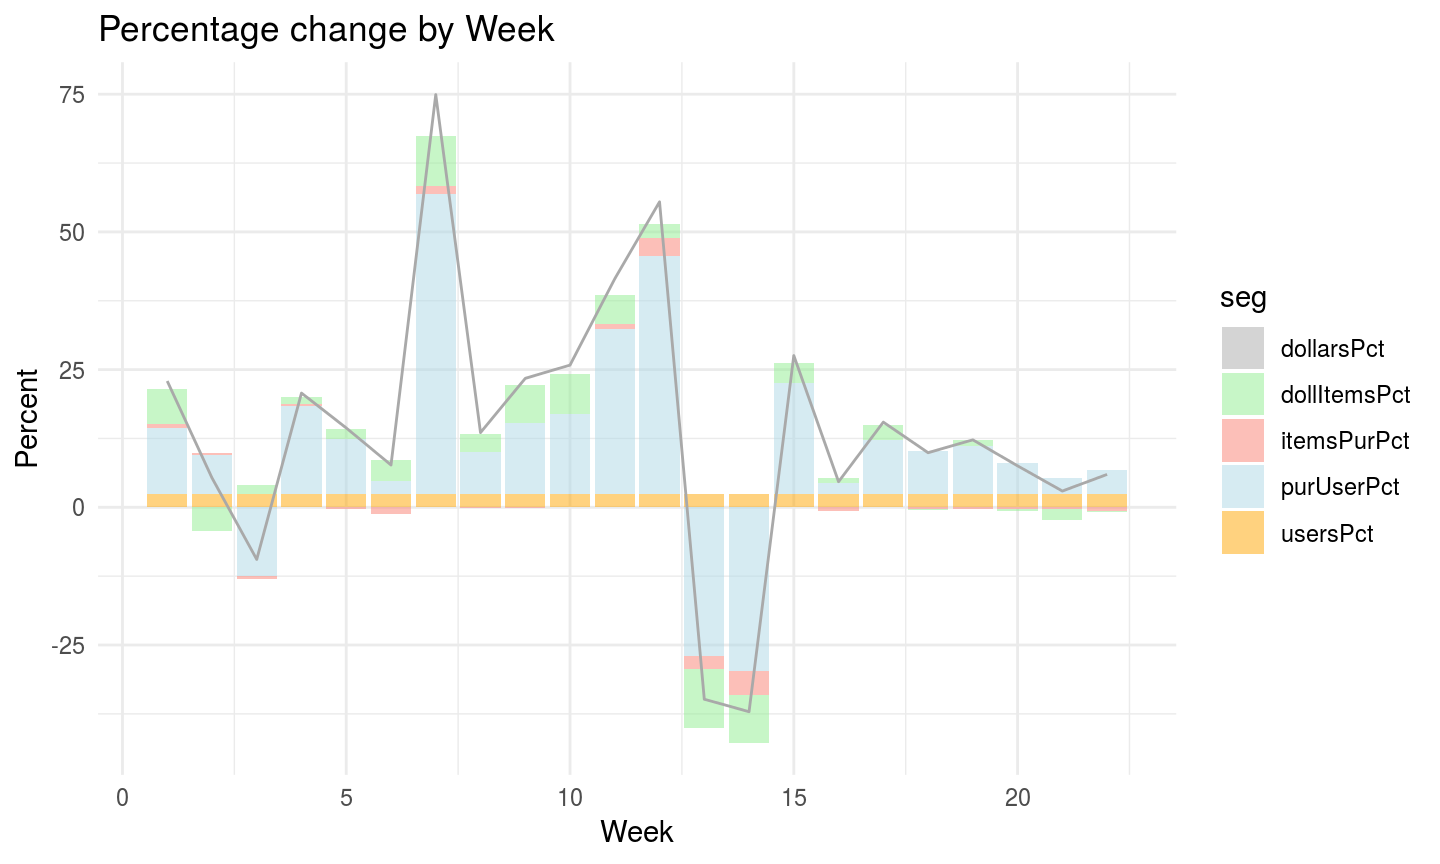 Percentage change by Week
75
50
25
0
-25
Percent
0 5 10 15 20
Week
seg
dollarsPct
dollItemsPct
itemsPurPct
purUserPct
usersPct